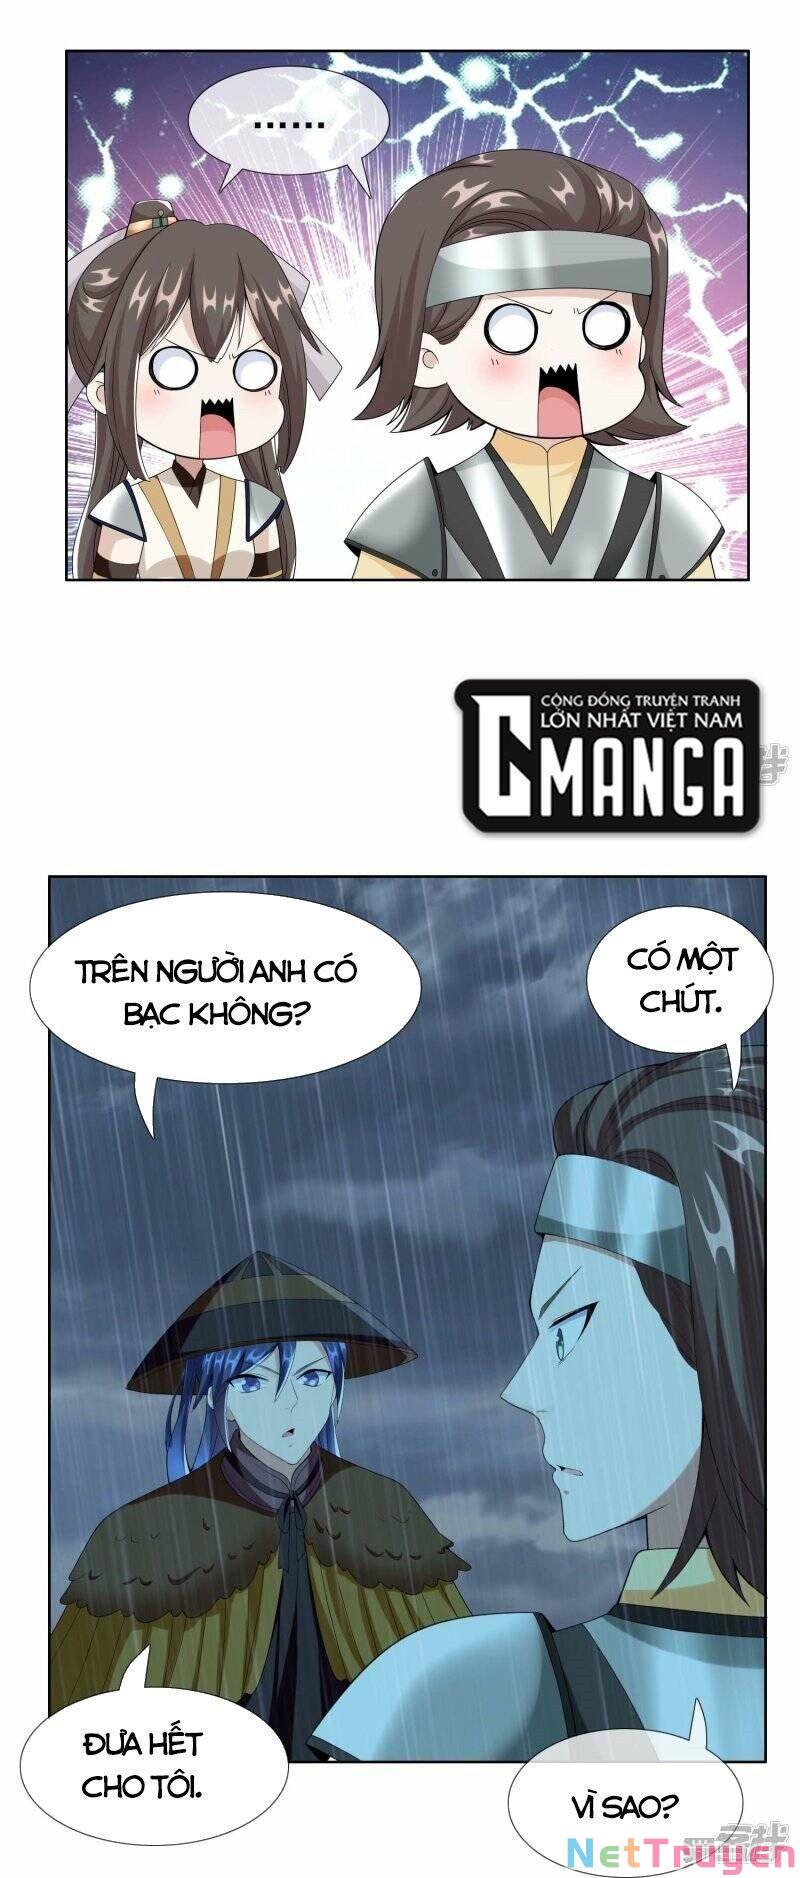 ......
CỘNG ĐỒNG TRUYỆN TRANH
LỚN NHẤT VIỆT NAM
CMANGA
TRÊN NGƯỜI ANH CÓ
BẠC KHÔNG?
CÓ MỘT
CHÚT.
ĐƯA HẾT
CHO TÔI.
VÌ SAO?
NetTruyen